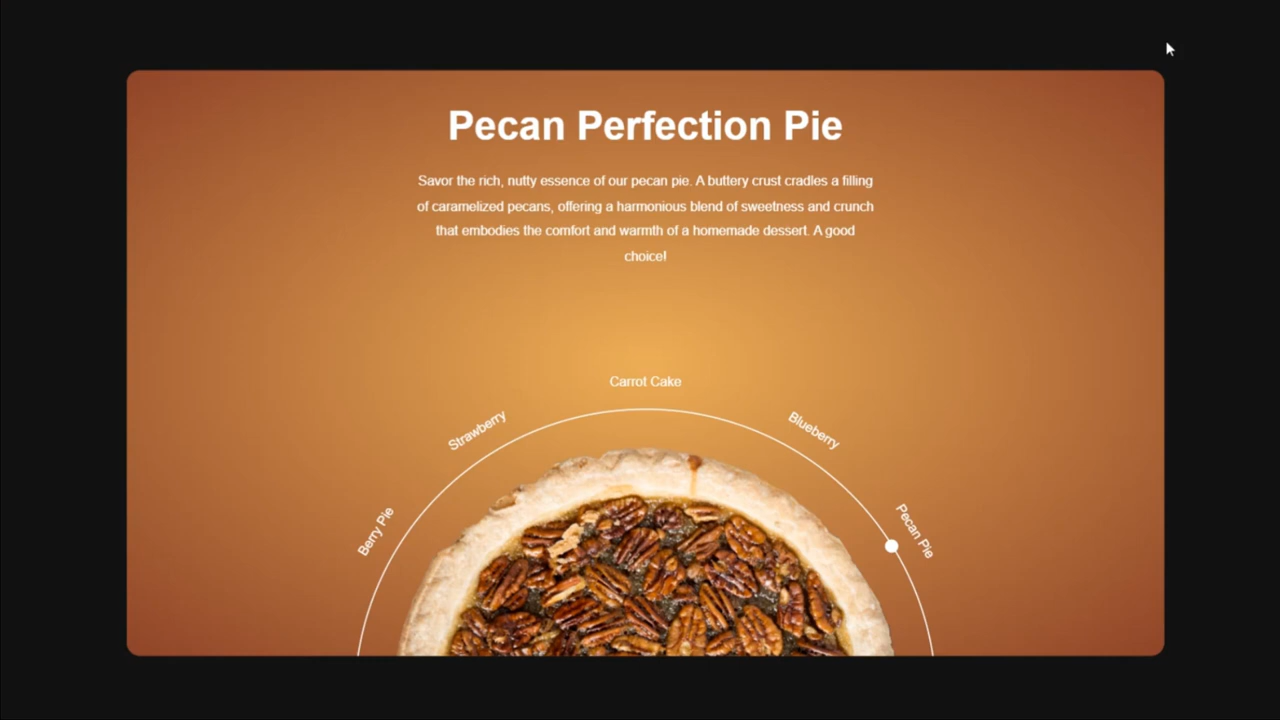 Pecan Perfection Pie
Savor the rich, nutty essence of our pecan pie. A buttery crust cradles a filling
of caramelized pecans, offering a harmonious blend of sweetness and crunch
that embodies the comfort and warmth of a homemade dessert. A good
choice!
Carrot Cake
Strawberry
Blueberry
Berry Pie
Pecan Pie